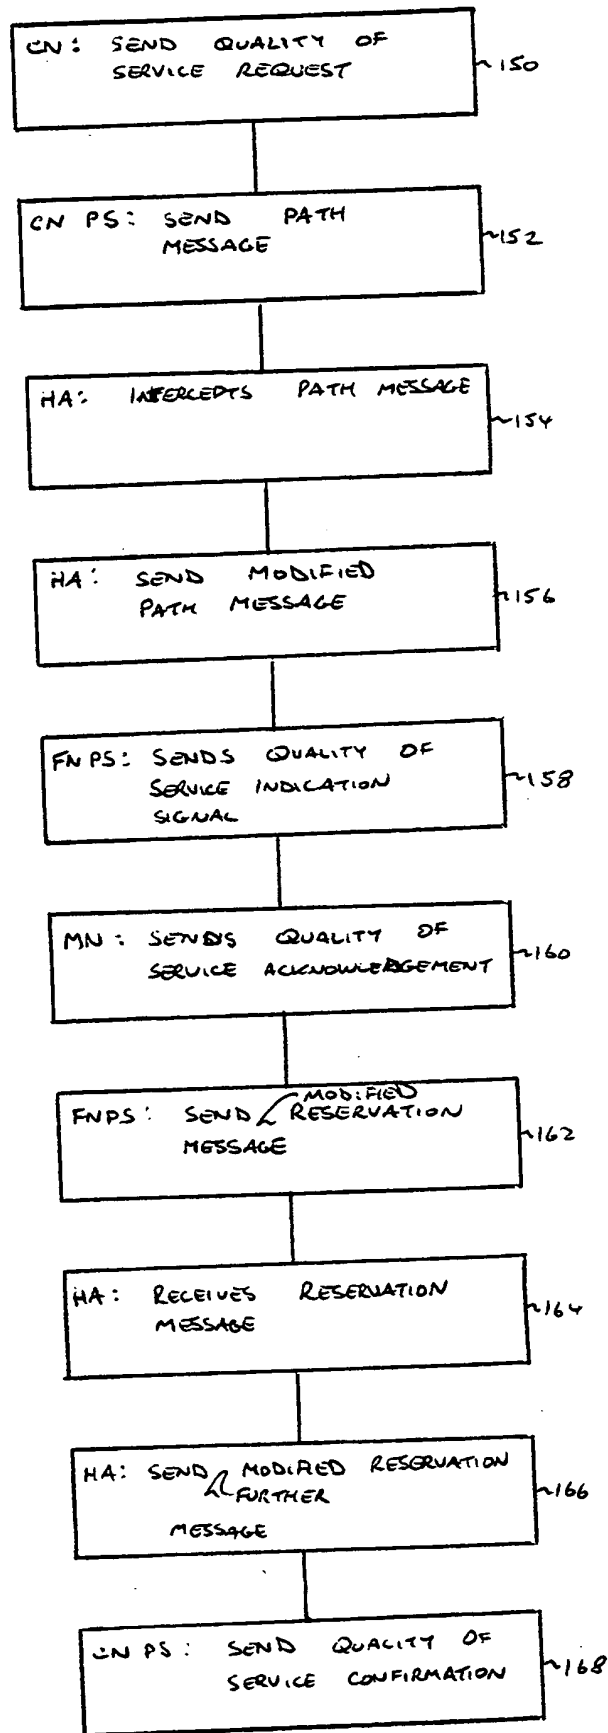 CN: SEND QUALITY OF
SERVICE REQUEST
~150
CN PS: SEND PATH
MESSAGE
~152
HA: INTERCEPTS PATH MESSAGE
~154
HA: SEND MODIFIED
PATH MESSAGE
~156
FNPS: SENDS QUALITY OF
SERVICE INDICATION
SIGNAL
~158
MN: SENDS QUALITY OF
SERVICE ACKNOWLEDGEMENT
~160
MODIFIED
FNPS: SEND RESERVATION
MESSAGE
~162
HA: RECEIVES RESERVATION
MESSAGE
~164
HA: SEND MODIFIED RESERVATION
FURTHER
MESSAGE
~166
CN PS: SEND QUALITY OF
SERVICE CONFIRMATION
~168